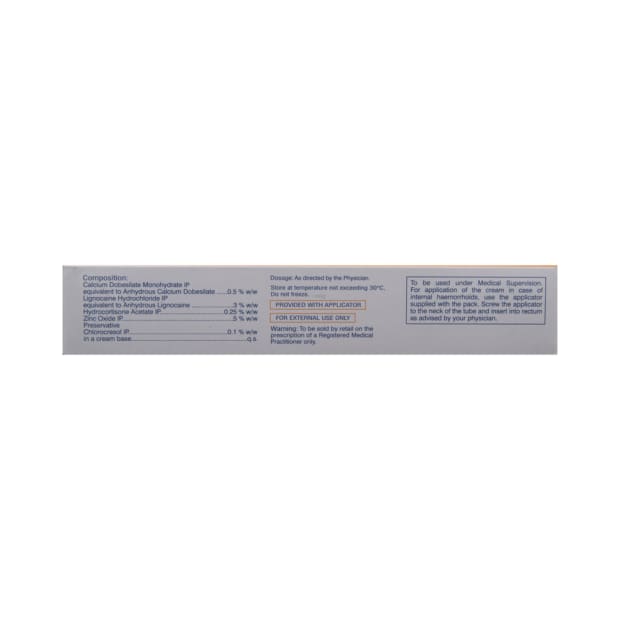 Composition:
Calcium Dobesilate Monohydrate IP
equivalent to Anhydrous Calcium Dobesilate .....0.5 % w/w
Lignocaine Hydrochloride IP
equivalent to Anhydrous Lignocaine ..................3 % w/w
Hydrocortisone Acetate IP.................0.25 % w/w
Zinc Oxide IP.....................................5 % w/w
Preservative
Chlorocresol IP..................................0.1 % w/w
in a cream base.......................................q.s
Dosage: As directed by the Physician.
Store at temperature not exceeding 30°C.
Do not freeze.
PROVIDED WITH APPLICATOR
FOR EXTERNAL USE ONLY
Warning: To be sold by retail on the
prescription of a Registered Medical
Practitioner only.
To be used under Medical Supervision.
For application of the cream in case of
internal haemorrhoids, use the applicator
supplied with the pack. Screw the applicator
to the neck of the tube and insert into rectum
as advised by your physician.